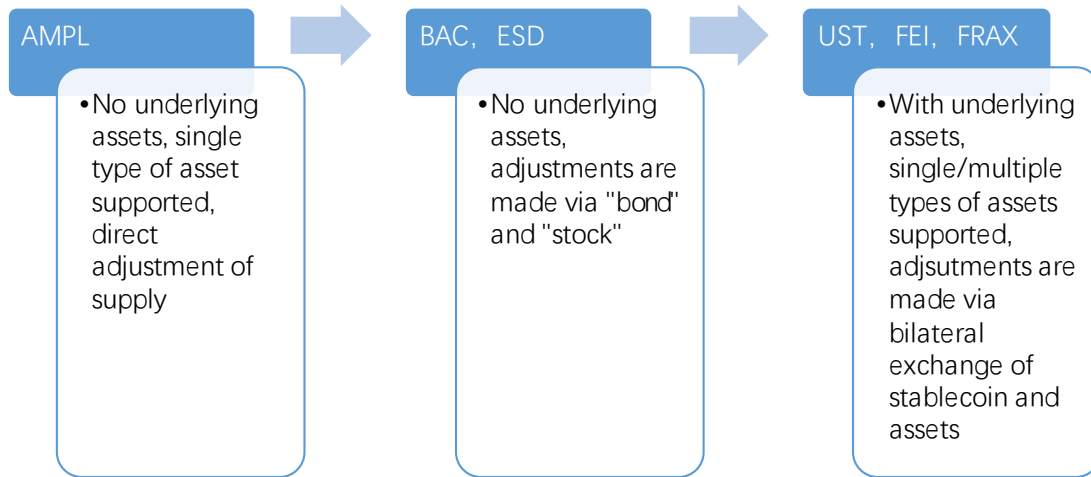 AMPL
•No underlying
assets, single
type of asset
supported,
direct
adjustment of
supply
BAC, ESD
•No underlying
assets,
adjustments are
made via "bond"
and "stock"
UST, FEI, FRAX
•With underlying
assets,
single/multiple
types of assets
supported,
adjsutments are
made via
bilateral
exchange of
stablecoin and
assets